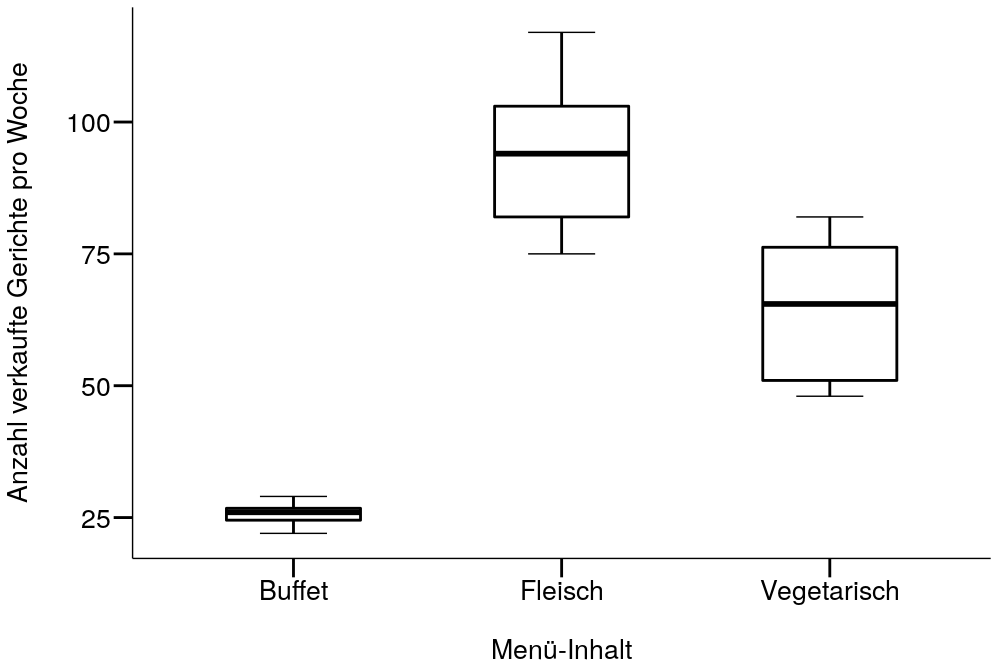 Anzahl verkaufte Gerichte pro Woche
100
75
50
25
Buffet Fleisch Vegetarisch
Menü-Inhalt